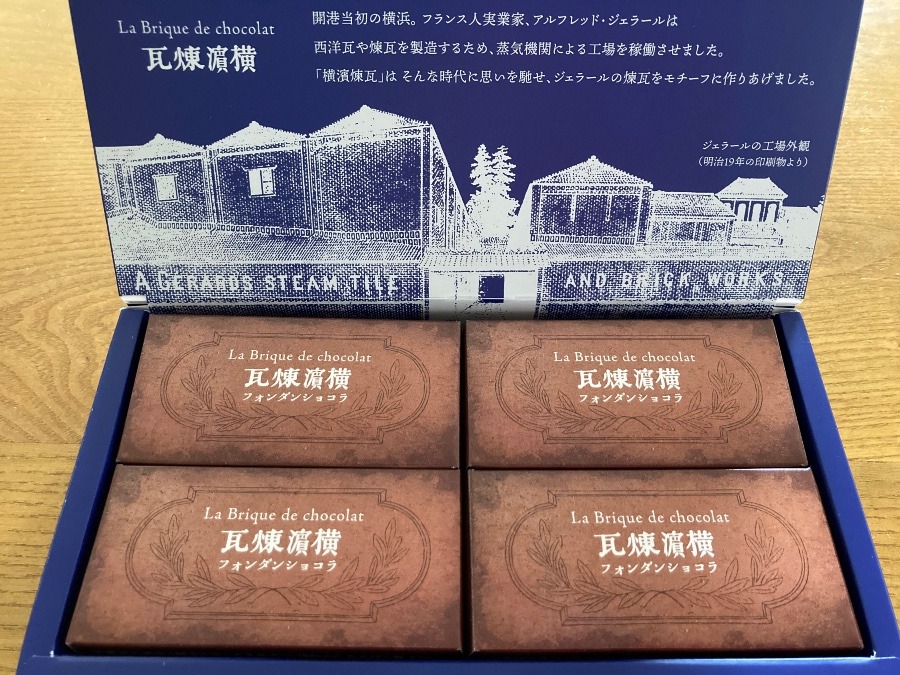 La Brique de chocolat
瓦煉濵横
開港当初の横浜。フランス人実業家、アルフレッド・ジェラールは
西洋瓦や煉瓦を製造するため、蒸気機関による工場を稼働させました。
「横濱煉瓦」は そんな時代に思いを馳せ、ジェラールの煉瓦をモチーフに作りあげました。
ジェラールの工場外観
(明治19年の印刷物より)
A.GERARDS STEAM TILE AND BRICK WORKS
La Brique de chocolat
瓦煉濵横
フォンダンショコラ
La Brique de chocolat
瓦煉濵横
フォンダンショコラ
La Brique de chocolat
瓦煉濵横
フォンダンショコラ
La Brique de chocolat
瓦煉濵横
フォンダンショコラ